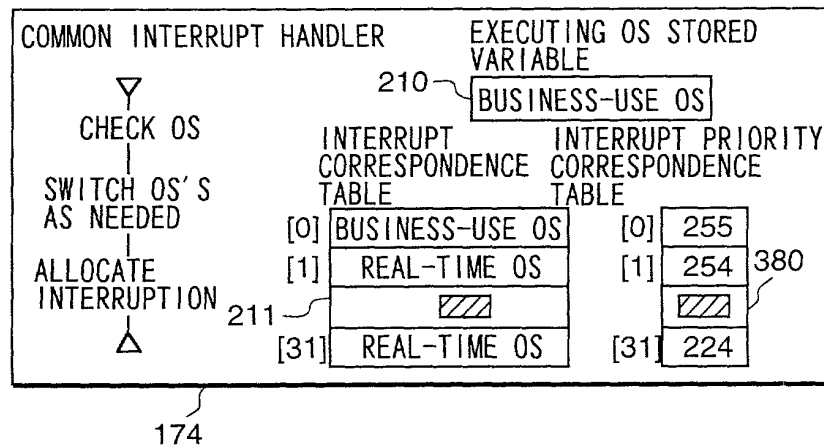 COMMON INTERRUPT HANDLER
EXECUTING OS STORED
VARIABLE
210
BUSINESS-USE OS
CHECK OS
SWITCH OS'S
AS NEEDED
ALLOCATE
INTERRUPTION
INTERRUPT
CORRESPONDENCE
TABLE
[0] BUSINESS-USE OS
[1] REAL-TIME OS
211
[31] REAL-TIME OS
INTERRUPT PRIORITY
CORRESPONDENCE
TABLE
[0] 255
[1] 254
380
[31] 224
174